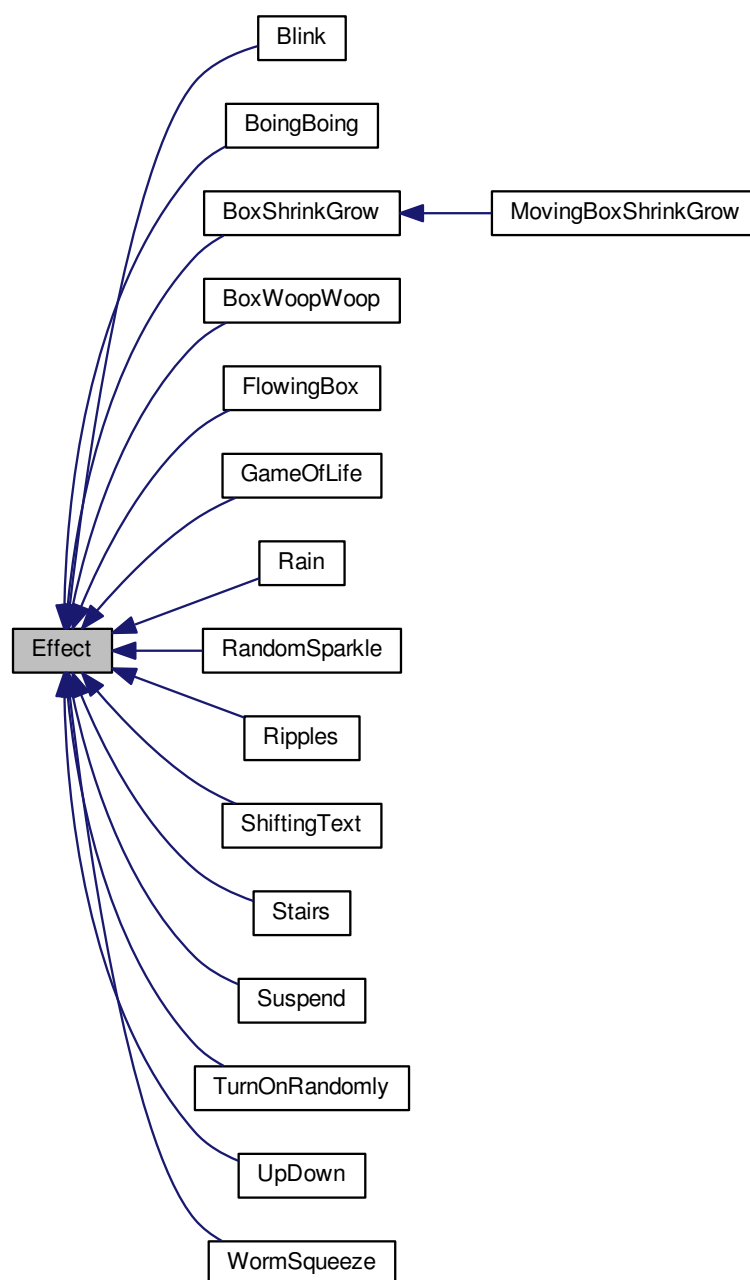 Blink
BoingBoing
BoxShrinkGrow
MovingBoxShrinkGrow
BoxWoopWoop
FlowingBox
GameOfLife
Rain
Effect
RandomSparkle
Ripples
ShiftingText
Stairs
Suspend
TurnOnRandomly
UpDown
WormSqueeze